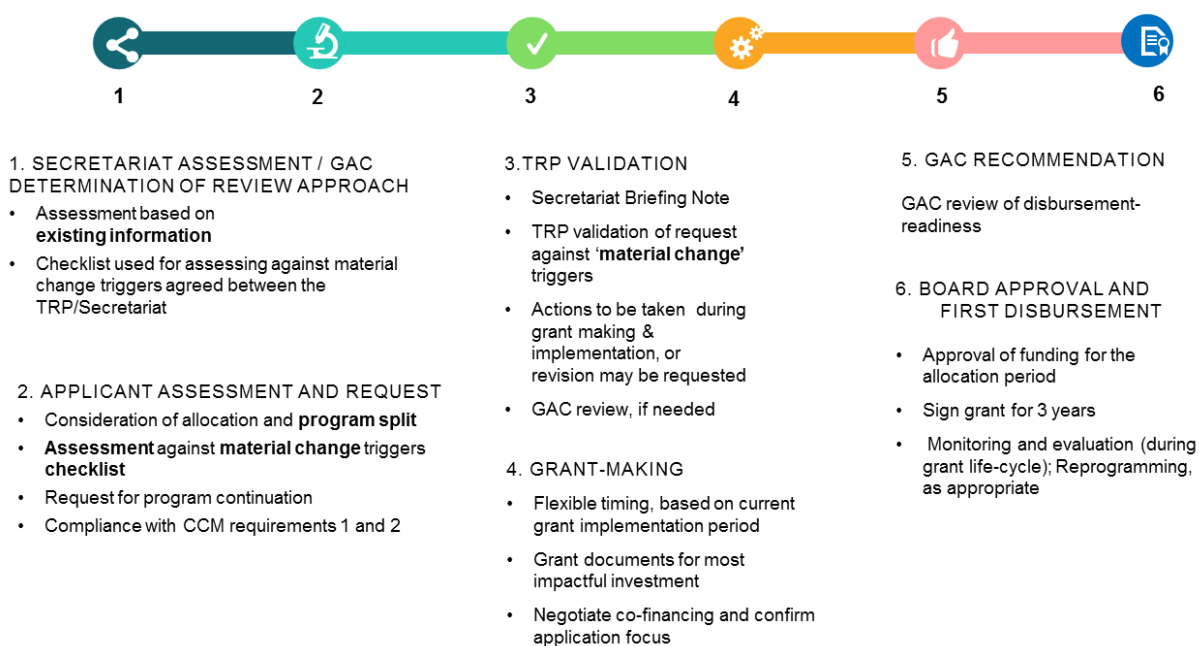 1
2
3
4
5
6
1. SECRETARIAT ASSESSMENT / GAC
DETERMINATION OF REVIEW APPROACH
• Assessment based on
existing information
• Checklist used for assessing against material
change triggers agreed between the
TRP/Secretariat
2. APPLICANT ASSESSMENT AND REQUEST
• Consideration of allocation and program split
• Assessment against material change triggers
checklist
• Request for program continuation
• Compliance with CCM requirements 1 and 2
3.TRP VALIDATION
• Secretariat Briefing Note
• TRP validation of request
against ‘material change’
triggers
• Actions to be taken during
grant making &
implementation, or
revision may be requested
• GAC review, if needed
4. GRANT-MAKING
• Flexible timing, based on current
grant implementation period
• Grant documents for most
impactful investment
• Negotiate co-financing and confirm
application focus
5. GAC RECOMMENDATION
GAC review of disbursement-
readiness
6. BOARD APPROVAL AND
FIRST DISBURSEMENT
• Approval of funding for the
allocation period
• Sign grant for 3 years
• Monitoring and evaluation (during
grant life-cycle); Reprogramming,
as appropriate